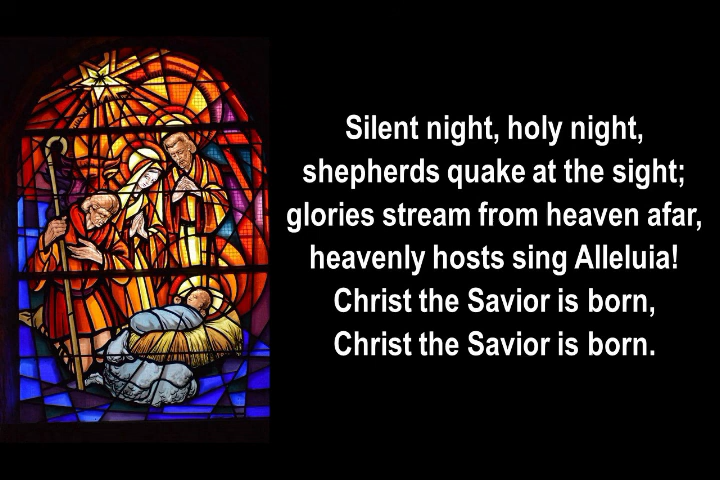 Silent night, holy night,
shepherds quake at the sight;
glories stream from heaven afar,
heavenly hosts sing Alleluia!
Christ the Savior is born,
Christ the Savior is born.